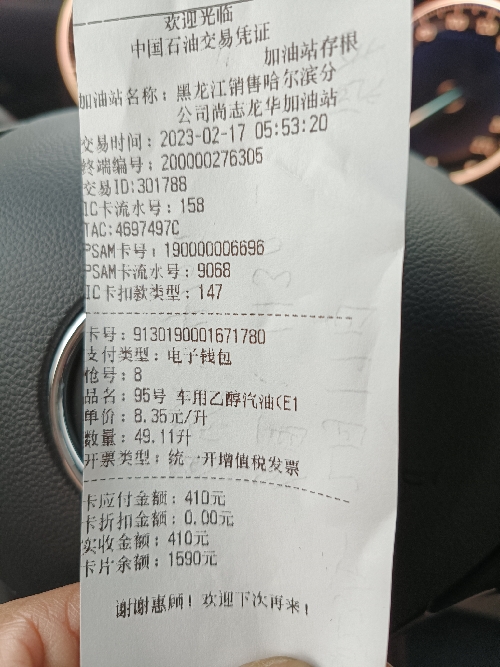 欢迎光临
中国石油交易凭证
加油站存根
加油站名称：黑龙江销售哈尔滨分
公司尚志龙华加油站
交易时间：2023-02-17 05:53:20
终端编号：200000276305
交易ID:301788
IC卡流水号：158
TAC:4697497C
PSAM卡号：190000006696
PSAM卡流水号：9068
IC卡扣款类型：147
卡号：9130190001671780
支付类型：电子钱包
枪号：8
品名：95号 车用乙醇汽油(E1
单价：8.35元/升
数量：49.11升
开票类型：统一开增值税发票
卡应付金额：410元
卡折扣金额：0.00元
实收金额：410元
卡片余额：1590元
谢谢惠顾！欢迎下次再来！